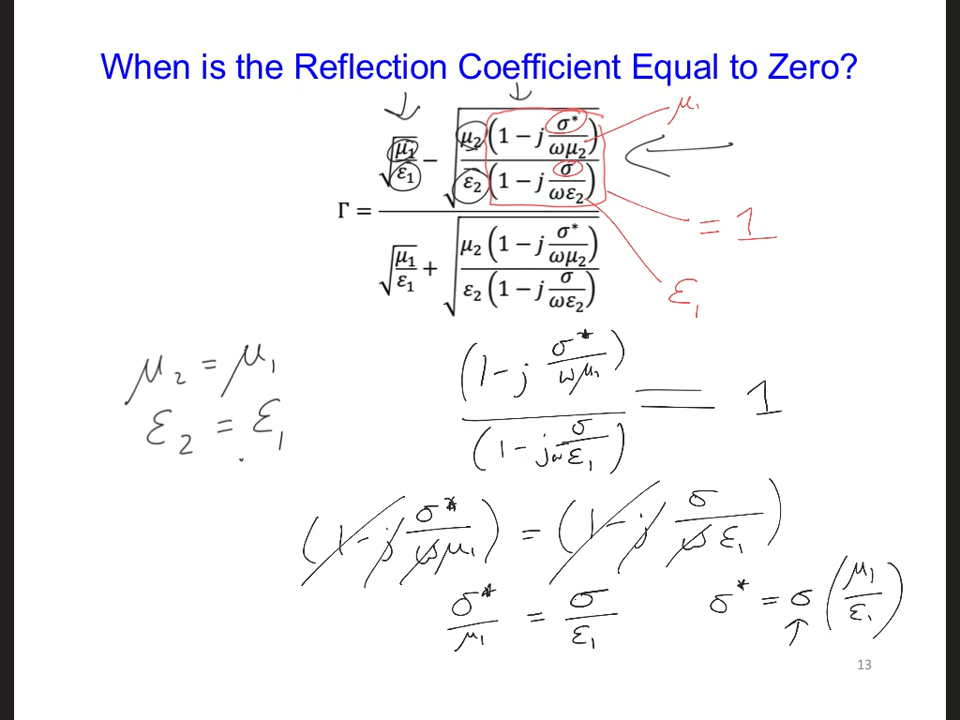 When is the Reflection Coefficient Equal to Zero?
μ₁
Γ = (√(μ₁/ε₁) − √(μ₂(1 − j σ*/ωμ₂) / ε₂(1 − j σ/ωε₂))) / (√(μ₁/ε₁) + √(μ₂(1 − j σ*/ωμ₂) / ε₂(1 − j σ/ωε₂)))
= 1
ε₁
μ₂ = μ₁
ε₂ = ε₁
(1 − j σ*/ωμ₁) / (1 − j σ/ωε₁) = 1
(1 − j σ*/ωμ₁) = (1 − j σ/ωε₁)
σ*/μ₁ = σ/ε₁
σ* = σ (μ₁/ε₁)
13